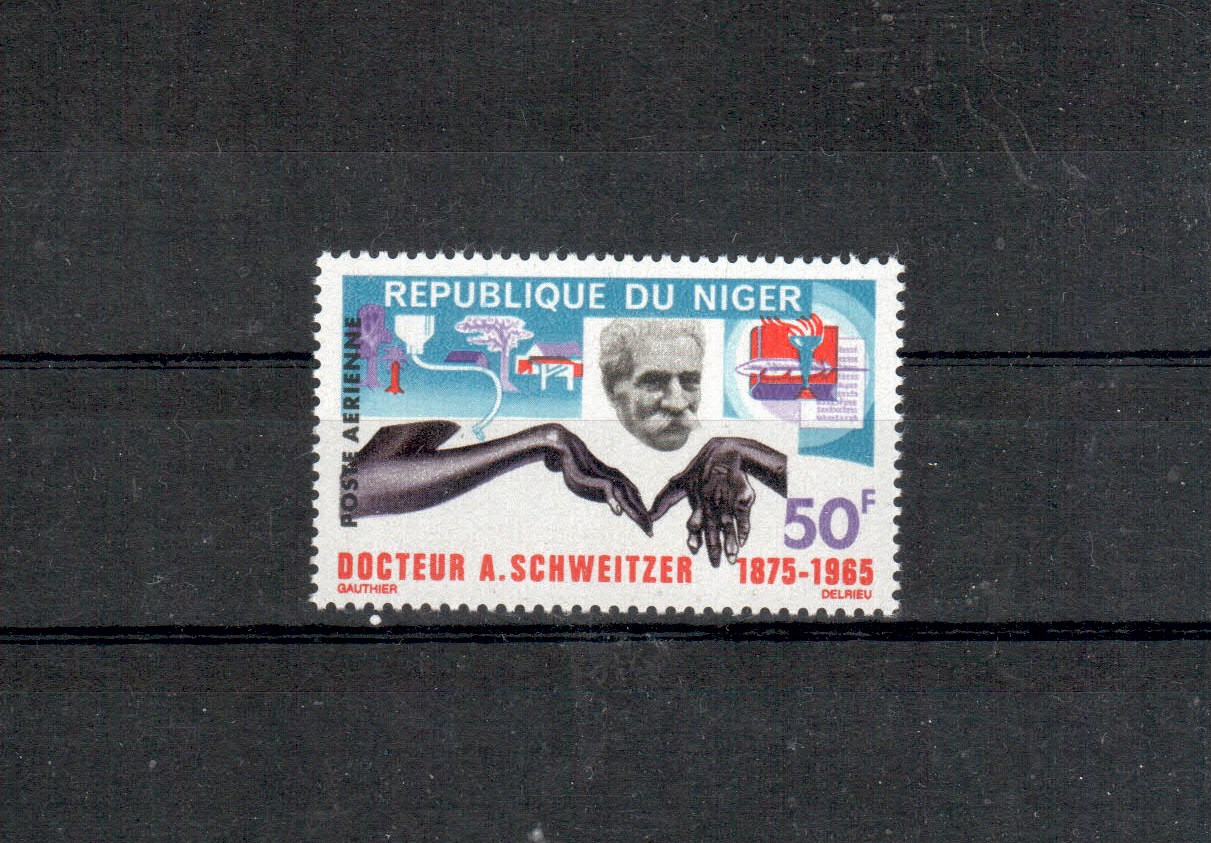 REPUBLIQUE DU NIGER
POSTE AERIENNE
50F
DOCTEUR A. SCHWEITZER 1875-1965
GAUTHIER DELRIEU